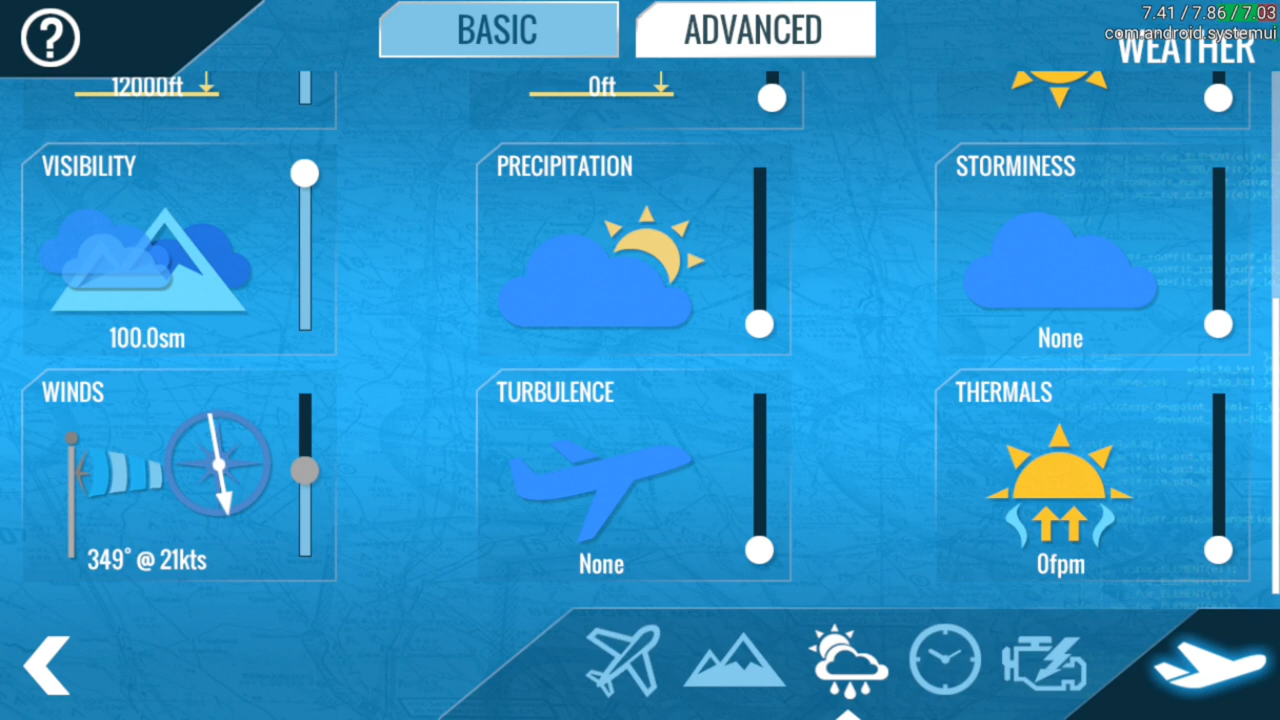 ?
BASIC
ADVANCED
7.41 / 7.86 / 7.03
com.android.systemui
WEATHER
12000ft
0ft
VISIBILITY
PRECIPITATION
STORMINESS
100.0sm
None
WINDS
TURBULENCE
THERMALS
349° @ 21kts
None
0fpm